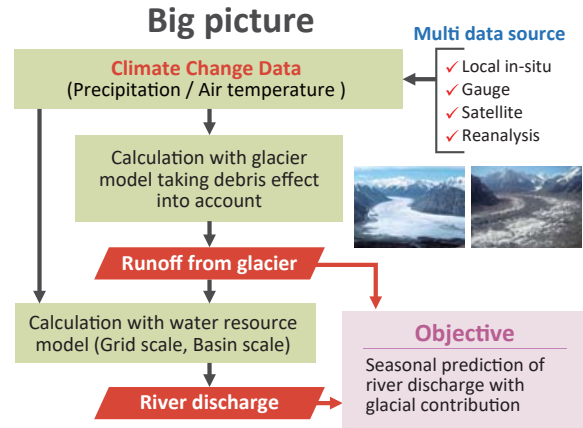 Big picture
Multi data source
✓ Local in-situ
✓ Gauge
✓ Satellite
✓ Reanalysis
Climate Change Data
(Precipitation / Air temperature )
Calculation with glacier
model taking debris effect
into account
Runoff from glacier
Calculation with water resource
model (Grid scale, Basin scale)
River discharge
Objective
Seasonal prediction of
river discharge with
glacial contribution